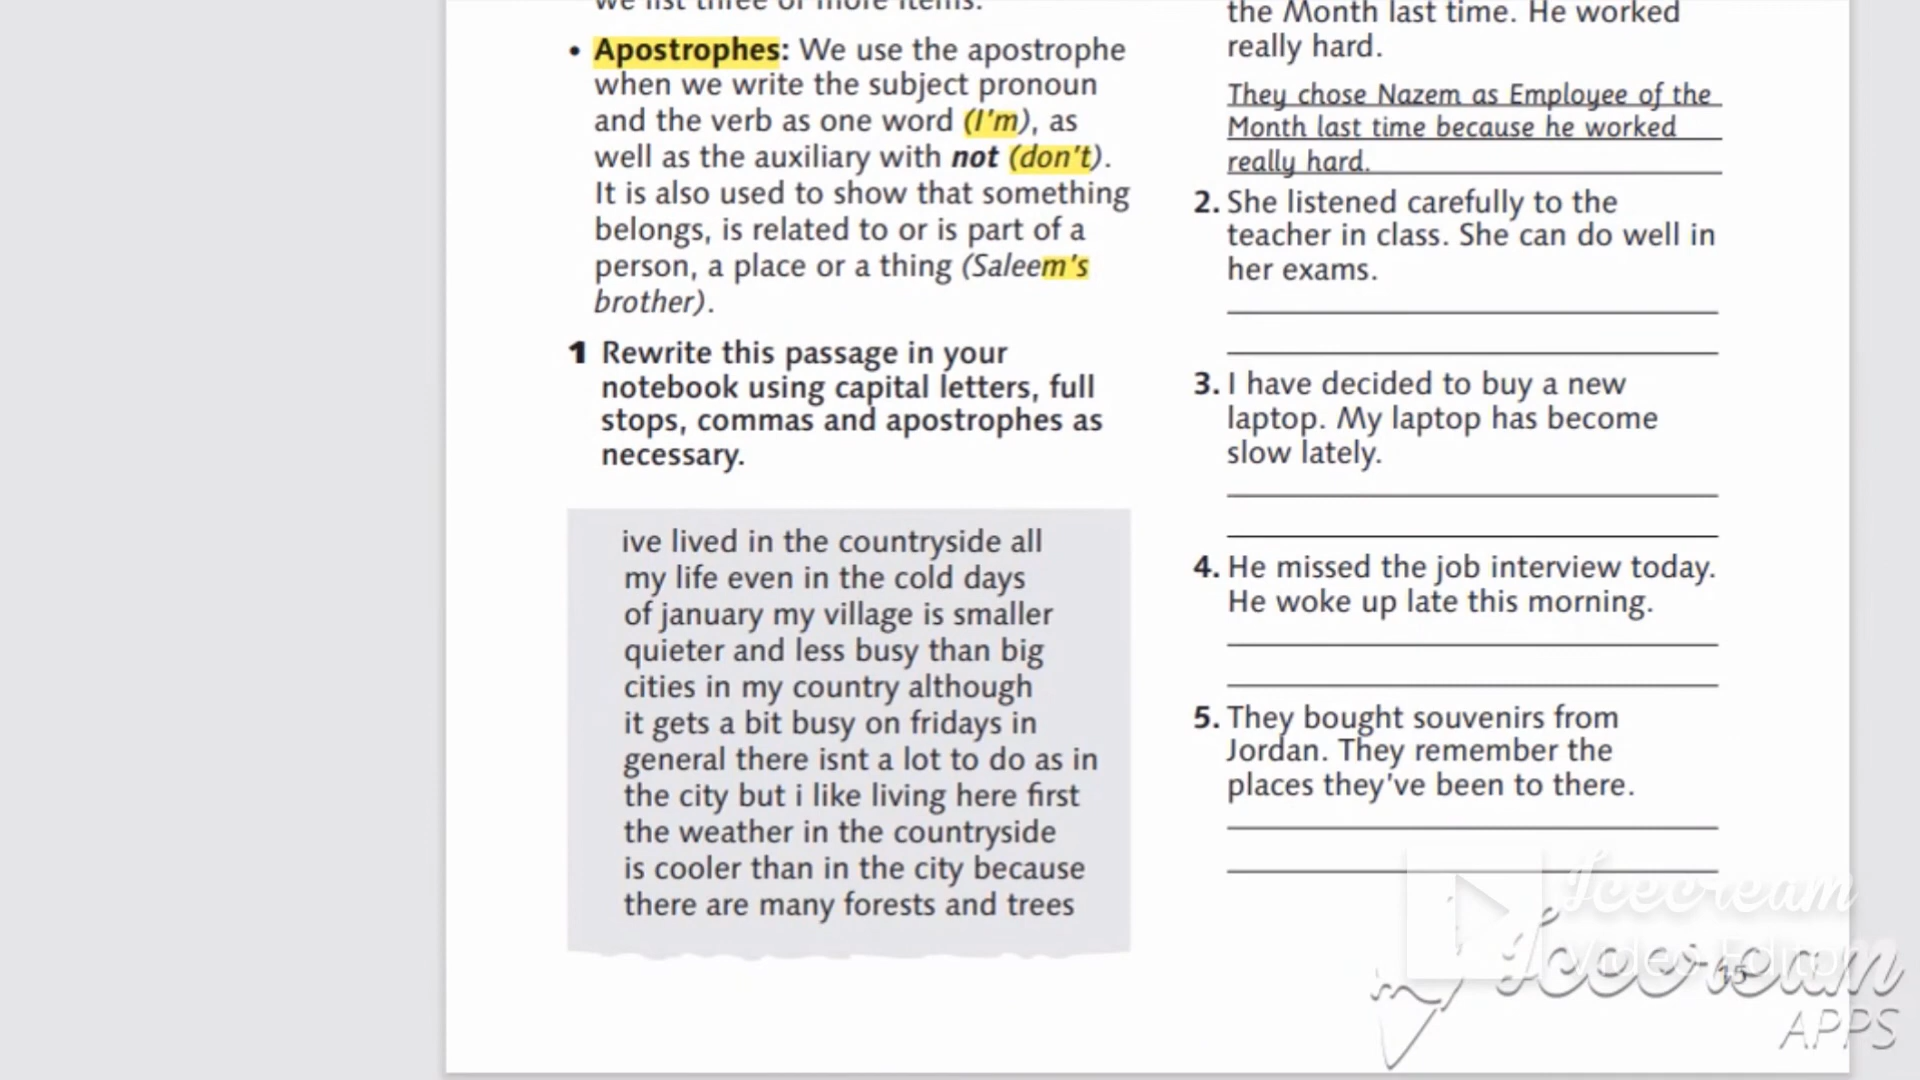 we list three or more items.
• Apostrophes: We use the apostrophe
when we write the subject pronoun
and the verb as one word (I'm), as
well as the auxiliary with not (don't).
It is also used to show that something
belongs, is related to or is part of a
person, a place or a thing (Saleem's
brother).
1 Rewrite this passage in your
notebook using capital letters, full
stops, commas and apostrophes as
necessary.
ive lived in the countryside all
my life even in the cold days
of january my village is smaller
quieter and less busy than big
cities in my country although
it gets a bit busy on fridays in
general there isnt a lot to do as in
the city but i like living here first
the weather in the countryside
is cooler than in the city because
there are many forests and trees
the Month last time. He worked
really hard.
They chose Nazem as Employee of the
Month last time because he worked
really hard.
2. She listened carefully to the
teacher in class. She can do well in
her exams.
3. I have decided to buy a new
laptop. My laptop has become
slow lately.
4. He missed the job interview today.
He woke up late this morning.
5. They bought souvenirs from
Jordan. They remember the
places they've been to there.
Icecream
Video Editor
15
Icecream
APPS